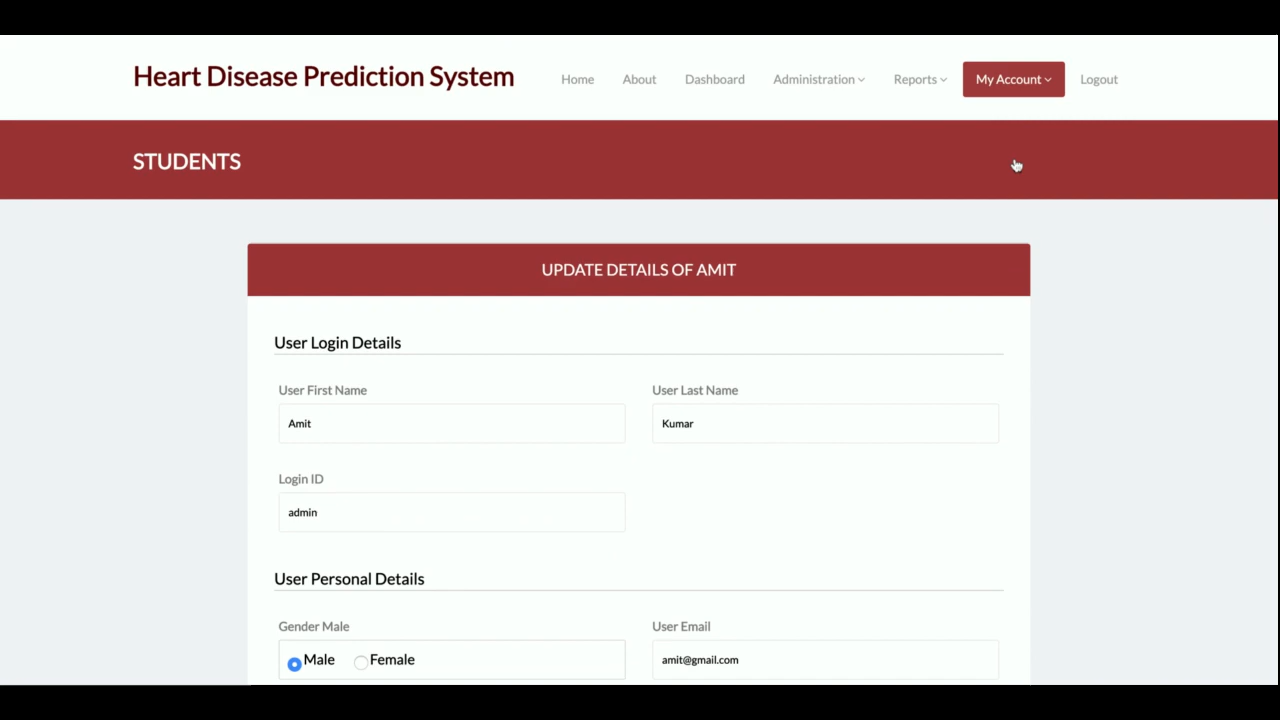 Heart Disease Prediction System
Home About Dashboard Administration Reports My Account Logout
STUDENTS
UPDATE DETAILS OF AMIT
User Login Details
User First Name User Last Name
Amit Kumar
Login ID
admin
User Personal Details
Gender Male User Email
Male Female amit@gmail.com